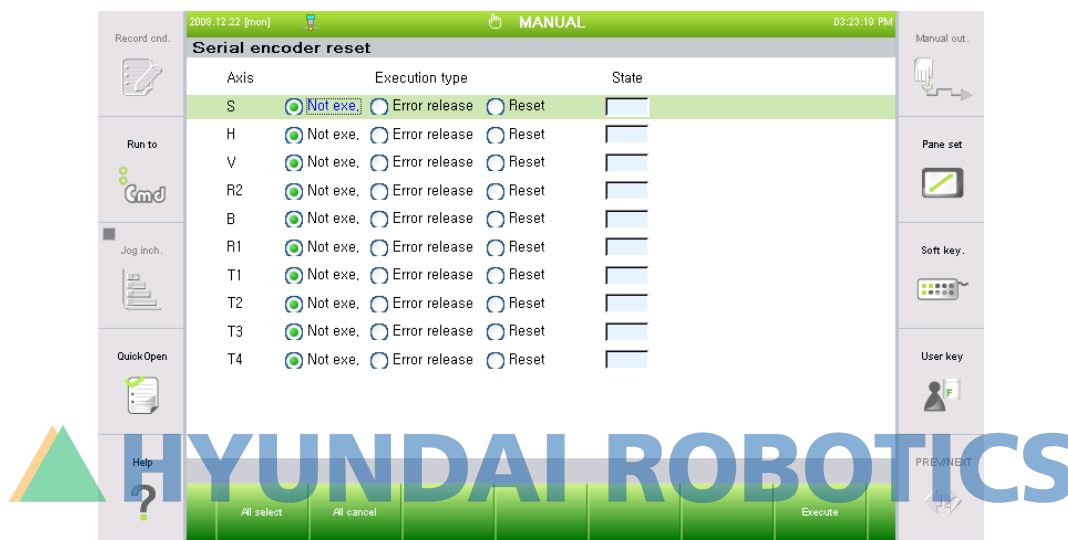 2008.12.22 [mon] MANUAL 03:23:19 PM
Serial encoder reset
Axis Execution type State
S Not exe, Error release Reset
H Not exe, Error release Reset
V Not exe, Error release Reset
R2 Not exe, Error release Reset
B Not exe, Error release Reset
R1 Not exe, Error release Reset
T1 Not exe, Error release Reset
T2 Not exe, Error release Reset
T3 Not exe, Error release Reset
T4 Not exe, Error release Reset
Record cnd.
Run to
Cmd
Jog inch.
Quick Open
Help
?
Manual out.
Pane set
Soft key.
User key
F
PREV/NEXT
HYUNDAI ROBOTICS
All select All cancel Execute